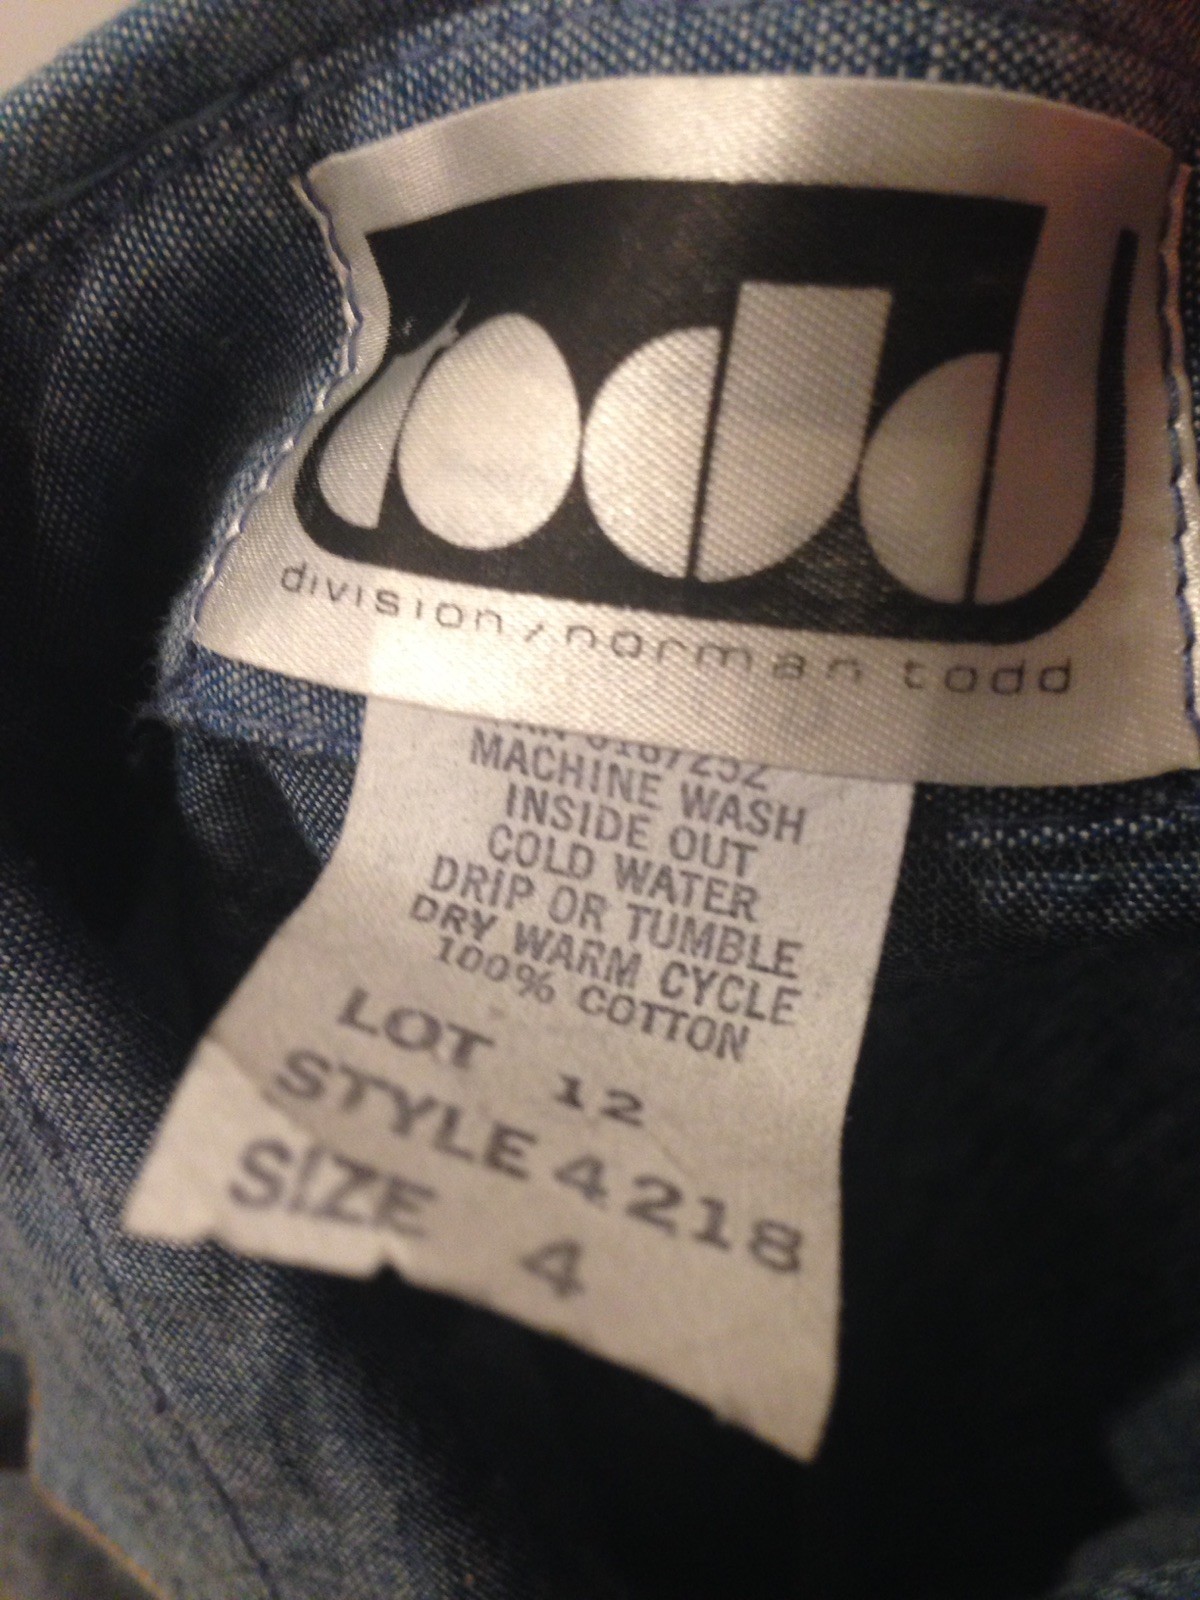 todd
division/norman todd
MACHINE WASH
INSIDE OUT
COLD WATER
DRIP OR TUMBLE
DRY WARM CYCLE
100% COTTON
LOT 12
STYLE 4218
SIZE 4